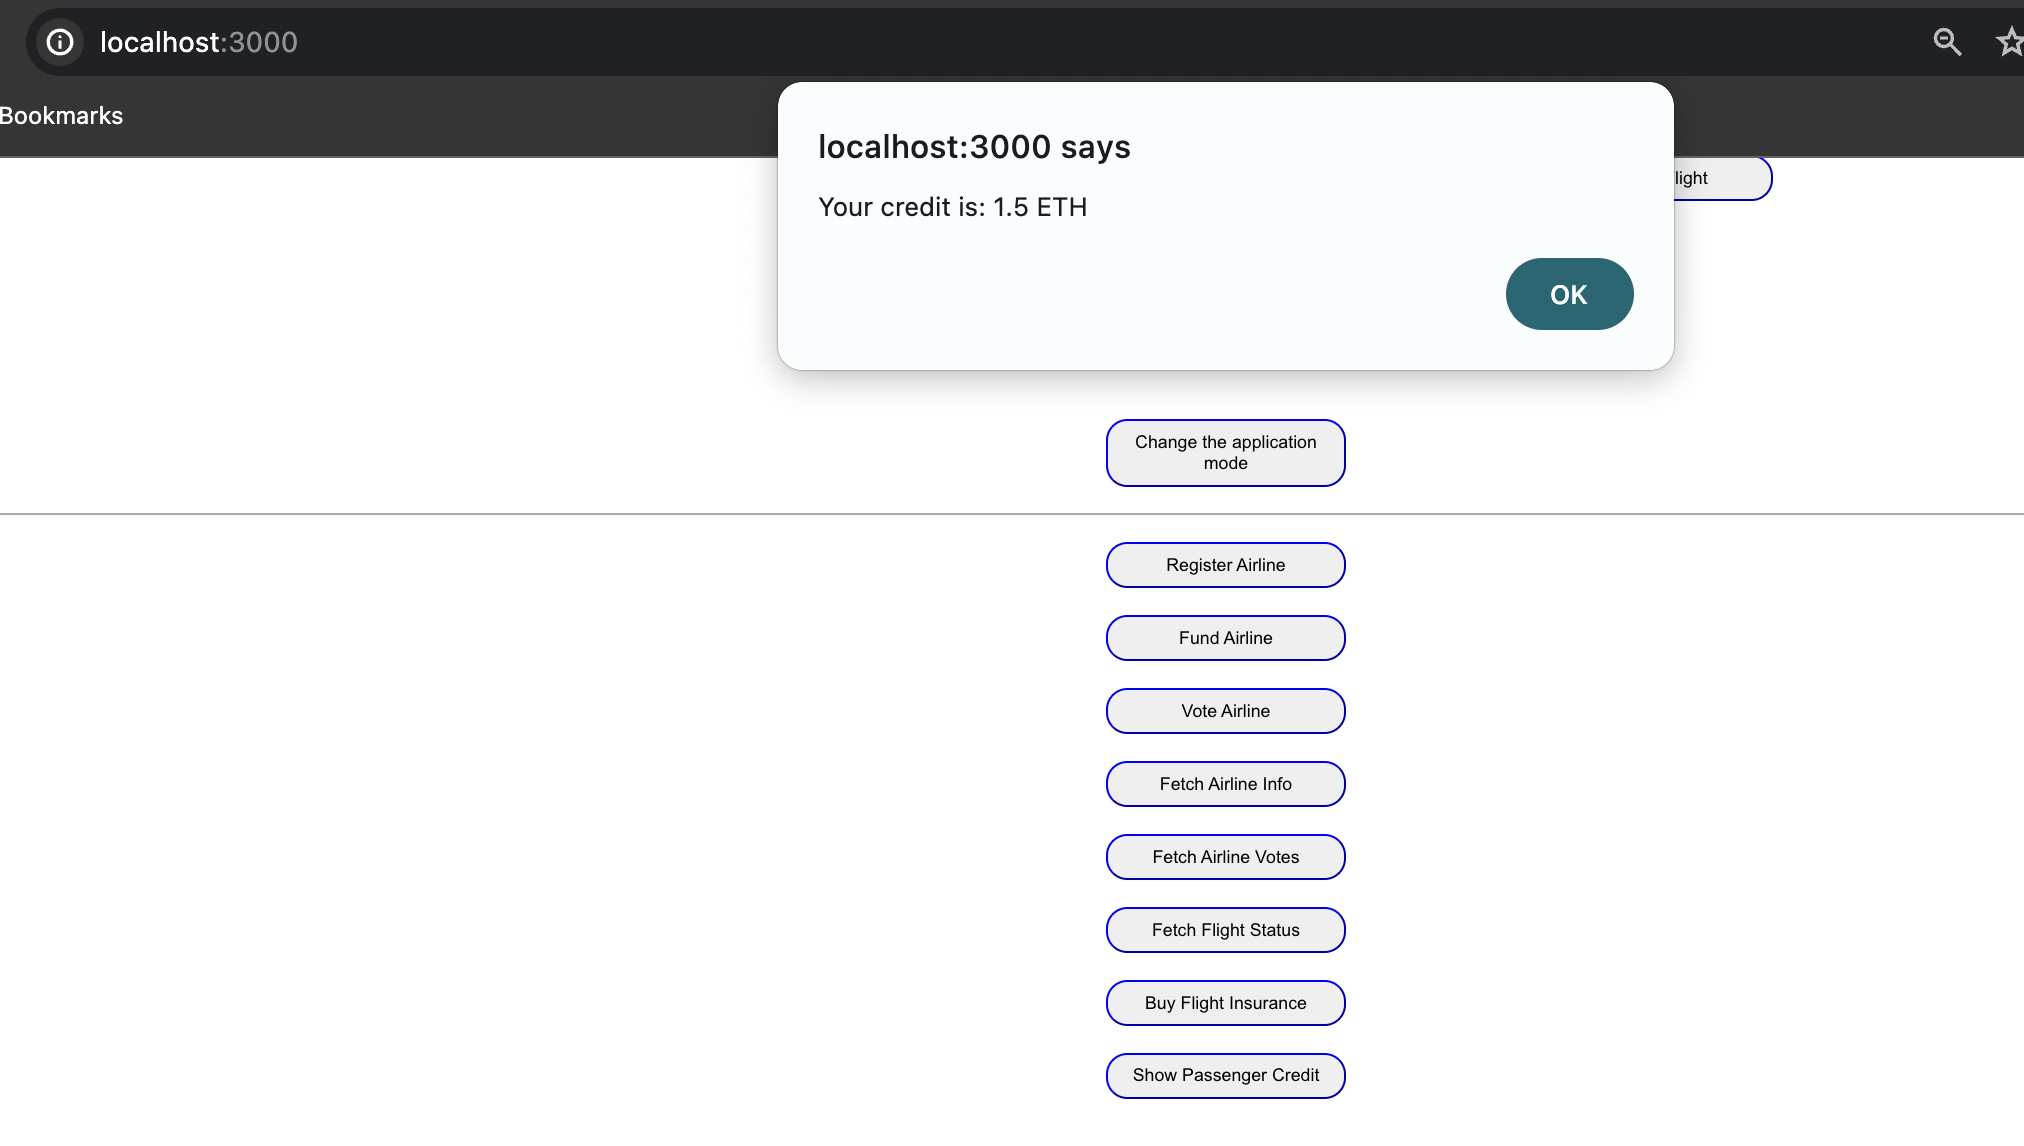 localhost:3000
Bookmarks
localhost:3000 says
Your credit is: 1.5 ETH
OK
light
Change the application
mode
Register Airline
Fund Airline
Vote Airline
Fetch Airline Info
Fetch Airline Votes
Fetch Flight Status
Buy Flight Insurance
Show Passenger Credit